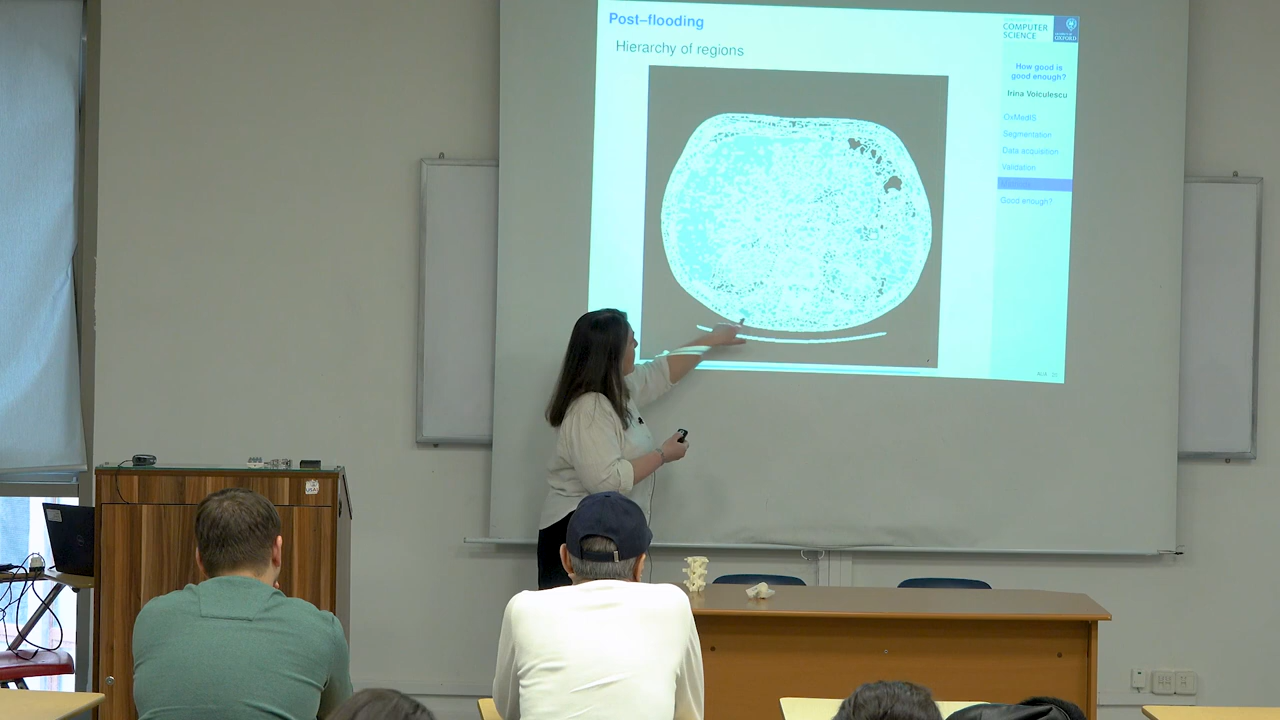 Post–flooding
Hierarchy of regions
COMPUTER
SCIENCE
OXFORD
How good is
good enough?
Irina Voiculescu
OxMedIS
Segmentation
Data acquisition
Validation
Good enough?